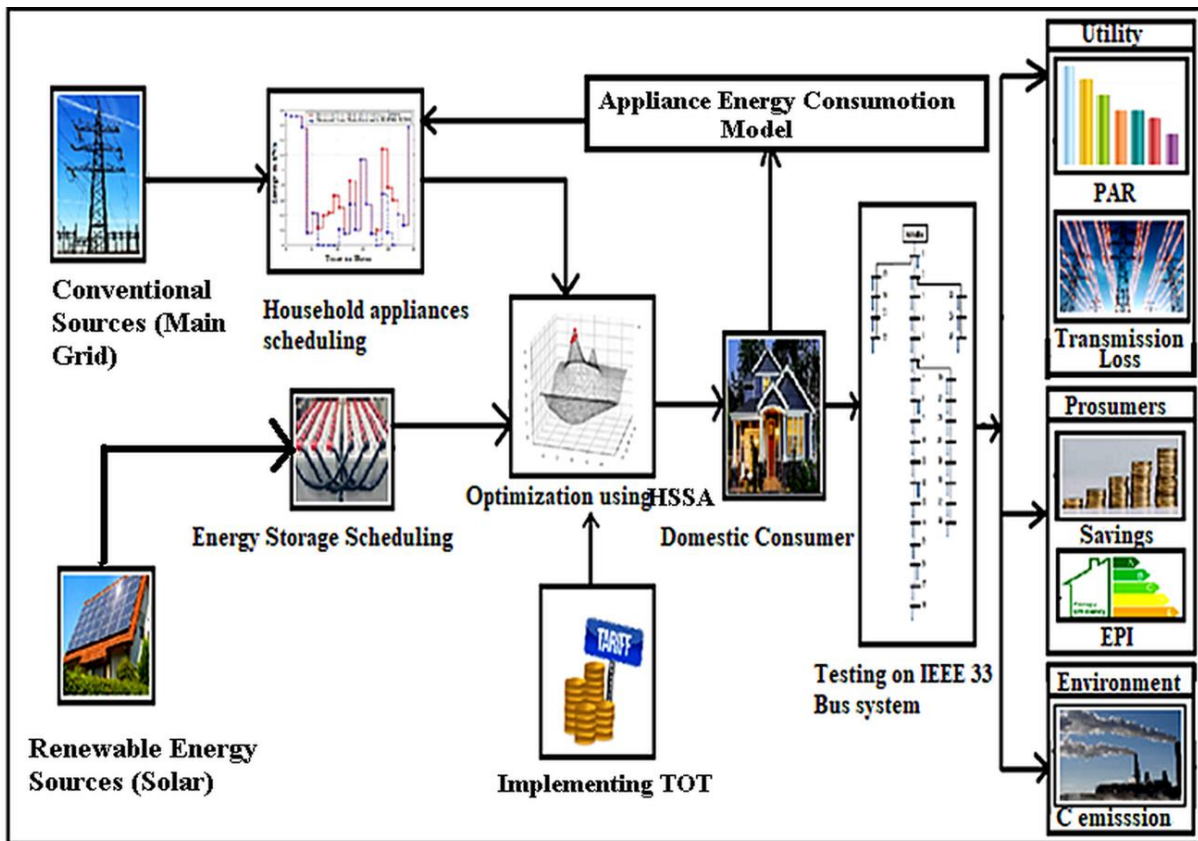 Utility
Appliance Energy Consumotion
Model
PAR
Conventional
Sources (Main
Grid)
Household appliances
scheduling
Transmission
Loss
Prosumers
Optimization using HSSA
Energy Storage Scheduling
Domestic Consumer
Savings
TARIFF
EPI
Testing on IEEE 33
Bus system
Environment
Renewable Energy
Sources (Solar)
Implementing TOT
C emisssion